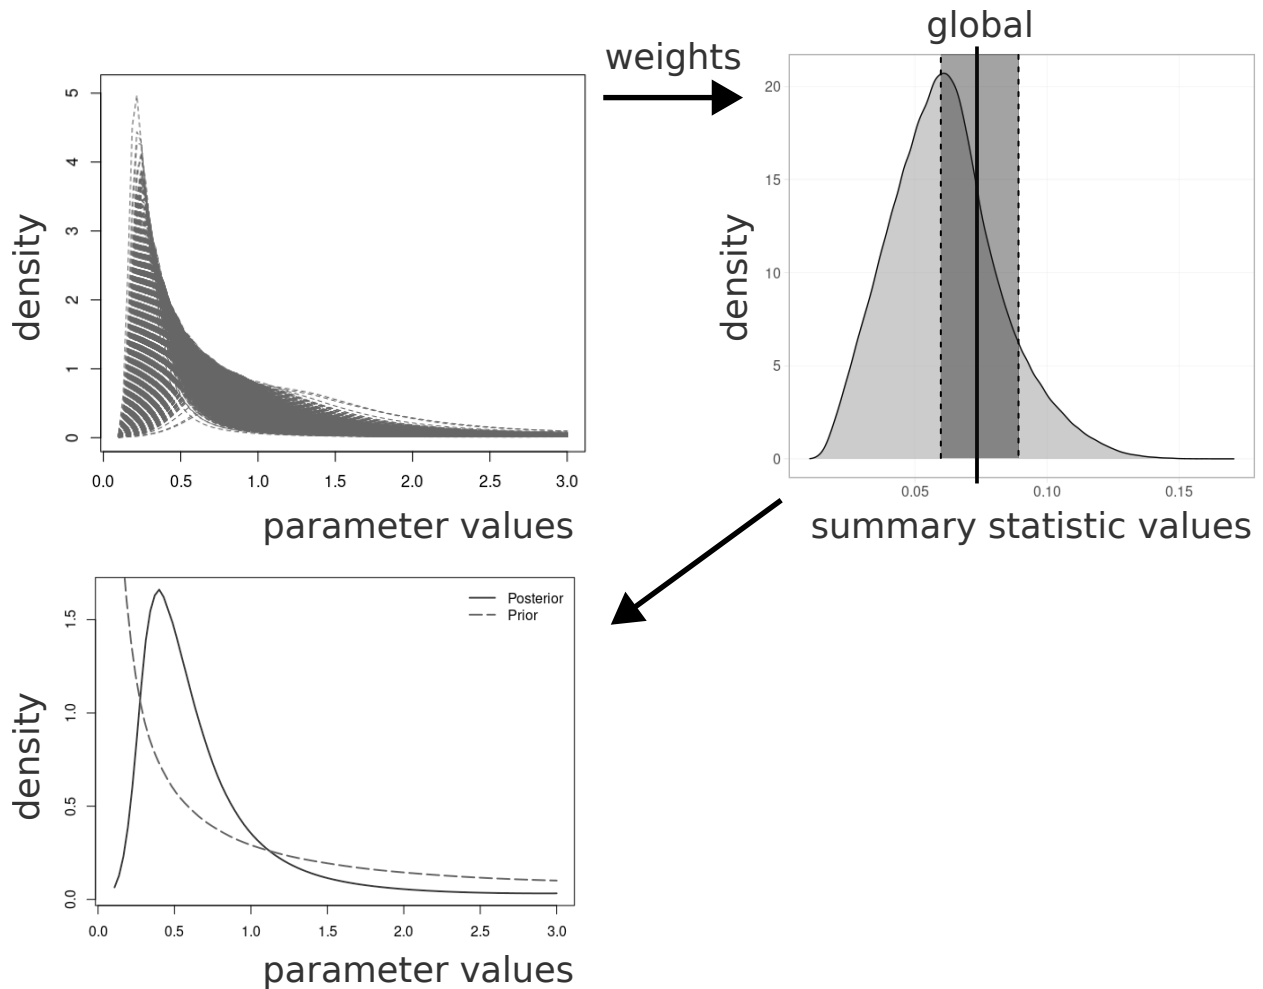 global
weights
5
4
3
2
1
0
density
0.0 0.5 1.0 1.5 2.0 2.5 3.0
parameter values
20
15
10
5
0
density
0.05 0.10 0.15
summary statistic values
Posterior
Prior
1.5
1.0
0.5
0.0
density
0.0 0.5 1.0 1.5 2.0 2.5 3.0
parameter values